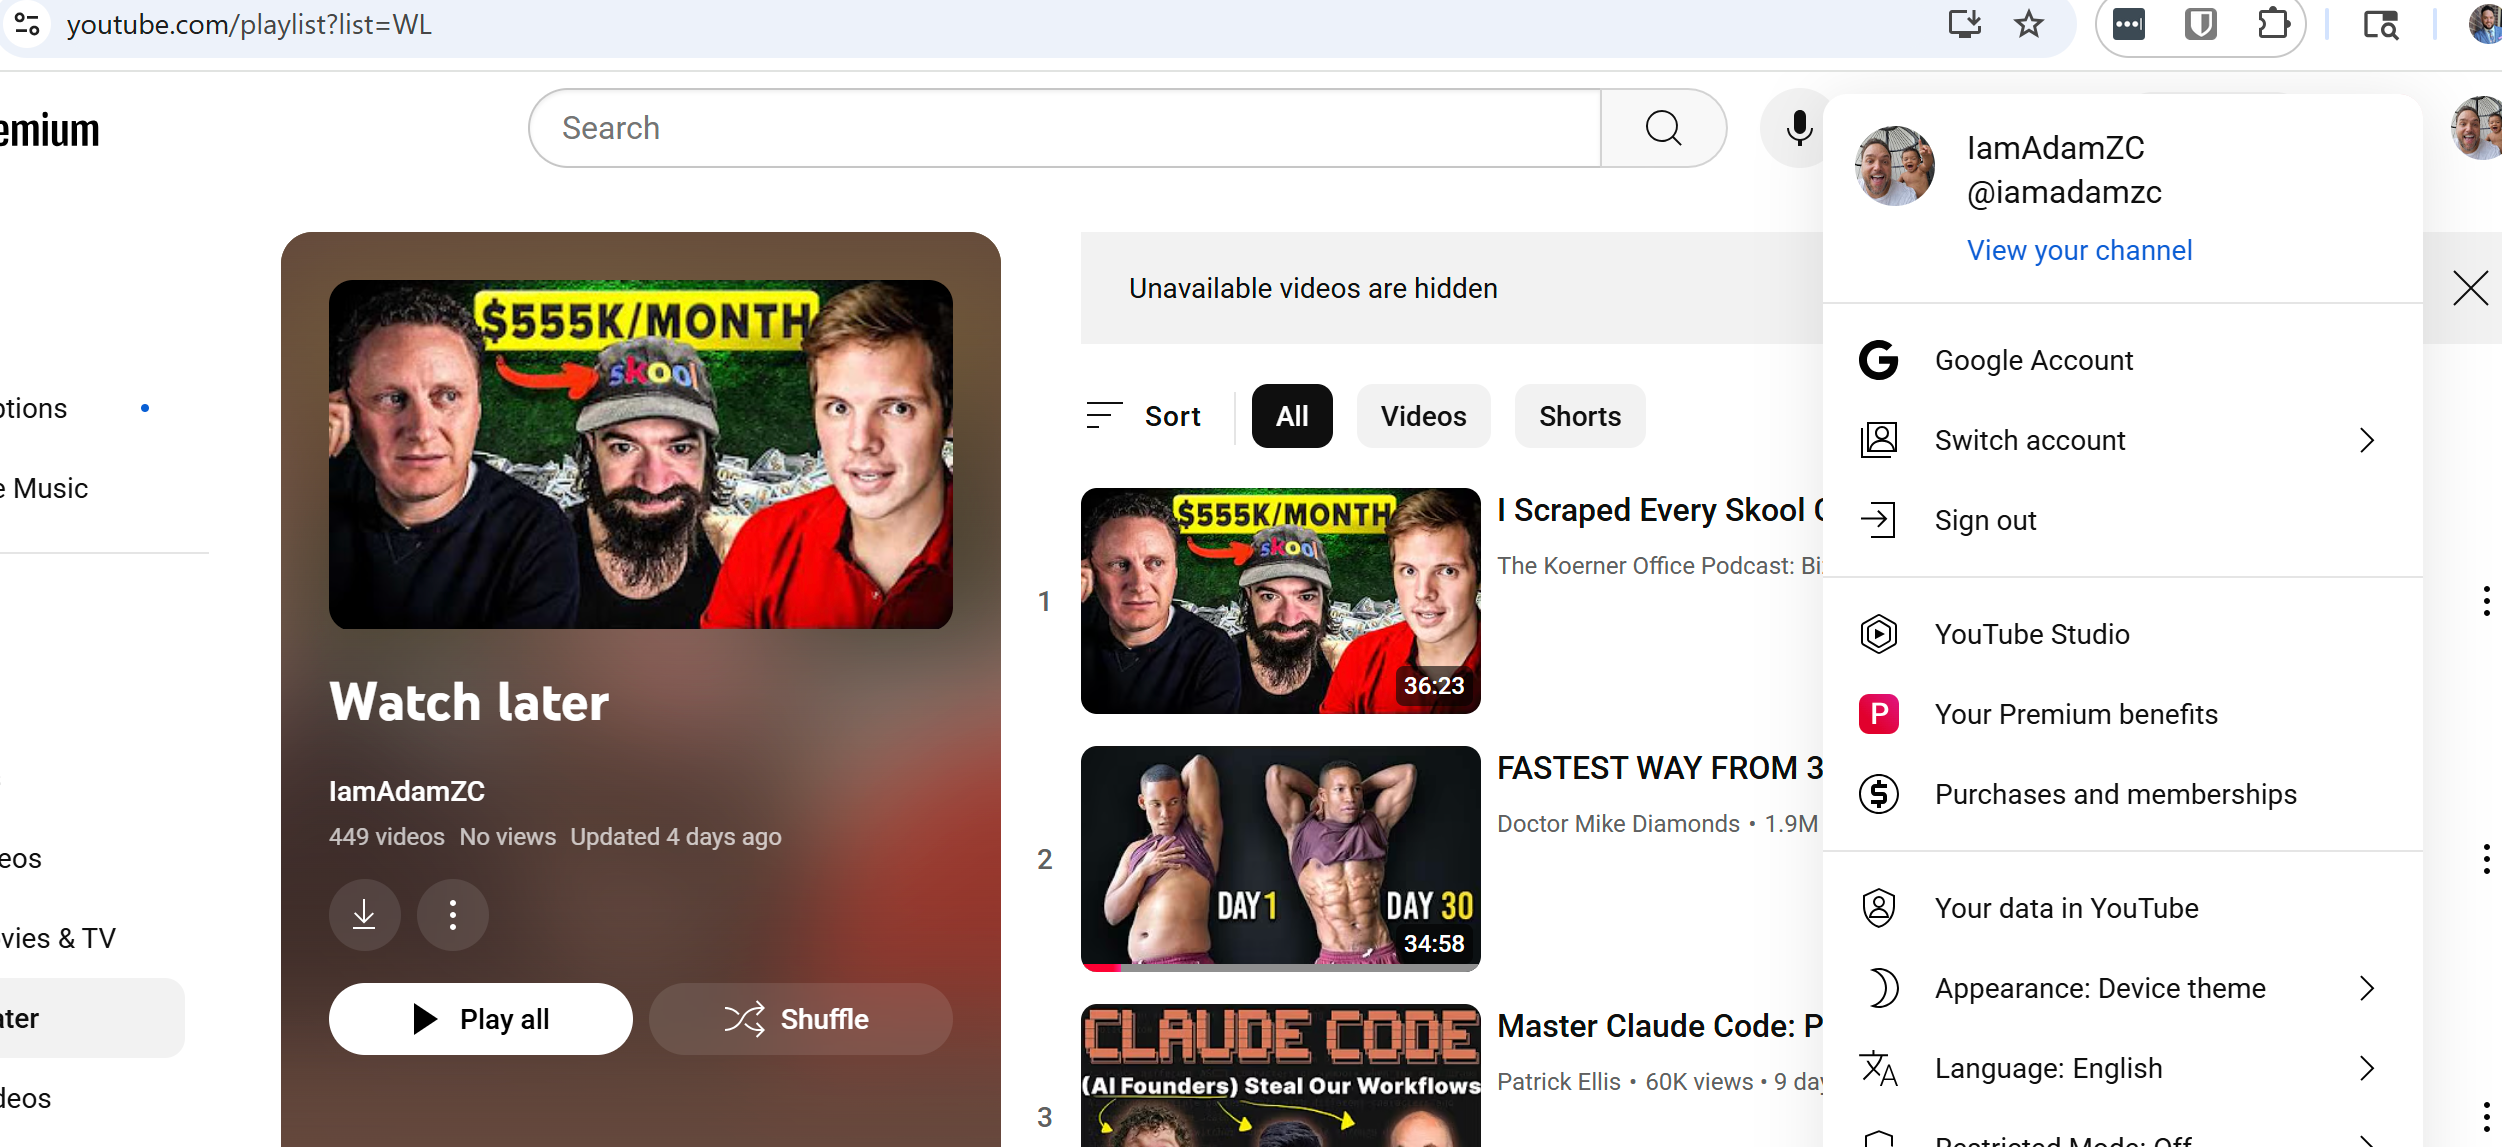 youtube.com/playlist?list=WL
emium
Search
IamAdamZC
@iamadamzc
View your channel
Unavailable videos are hidden
Google Account
Switch account
Sign out
YouTube Studio
P
Your Premium benefits
Purchases and memberships
Your data in YouTube
Appearance: Device theme
Language: English
Restricted Mode: Off
ptions
e Music
eos
vies & TV
ater
deos
$555K/MONTH
skool
Watch later
IamAdamZC
449 videos No views Updated 4 days ago
Play all
Shuffle
Sort
All
Videos
Shorts
1
$555K/MONTH
skool
36:23
I Scraped Every Skool
The Koerner Office Podcast: Bi
2
DAY 1
DAY 30
34:58
FASTEST WAY FROM 3
Doctor Mike Diamonds • 1.9M
3
CLAUDE CODE
(AI Founders) Steal Our Workflows
Master Claude Code: P
Patrick Ellis • 60K views • 9 day